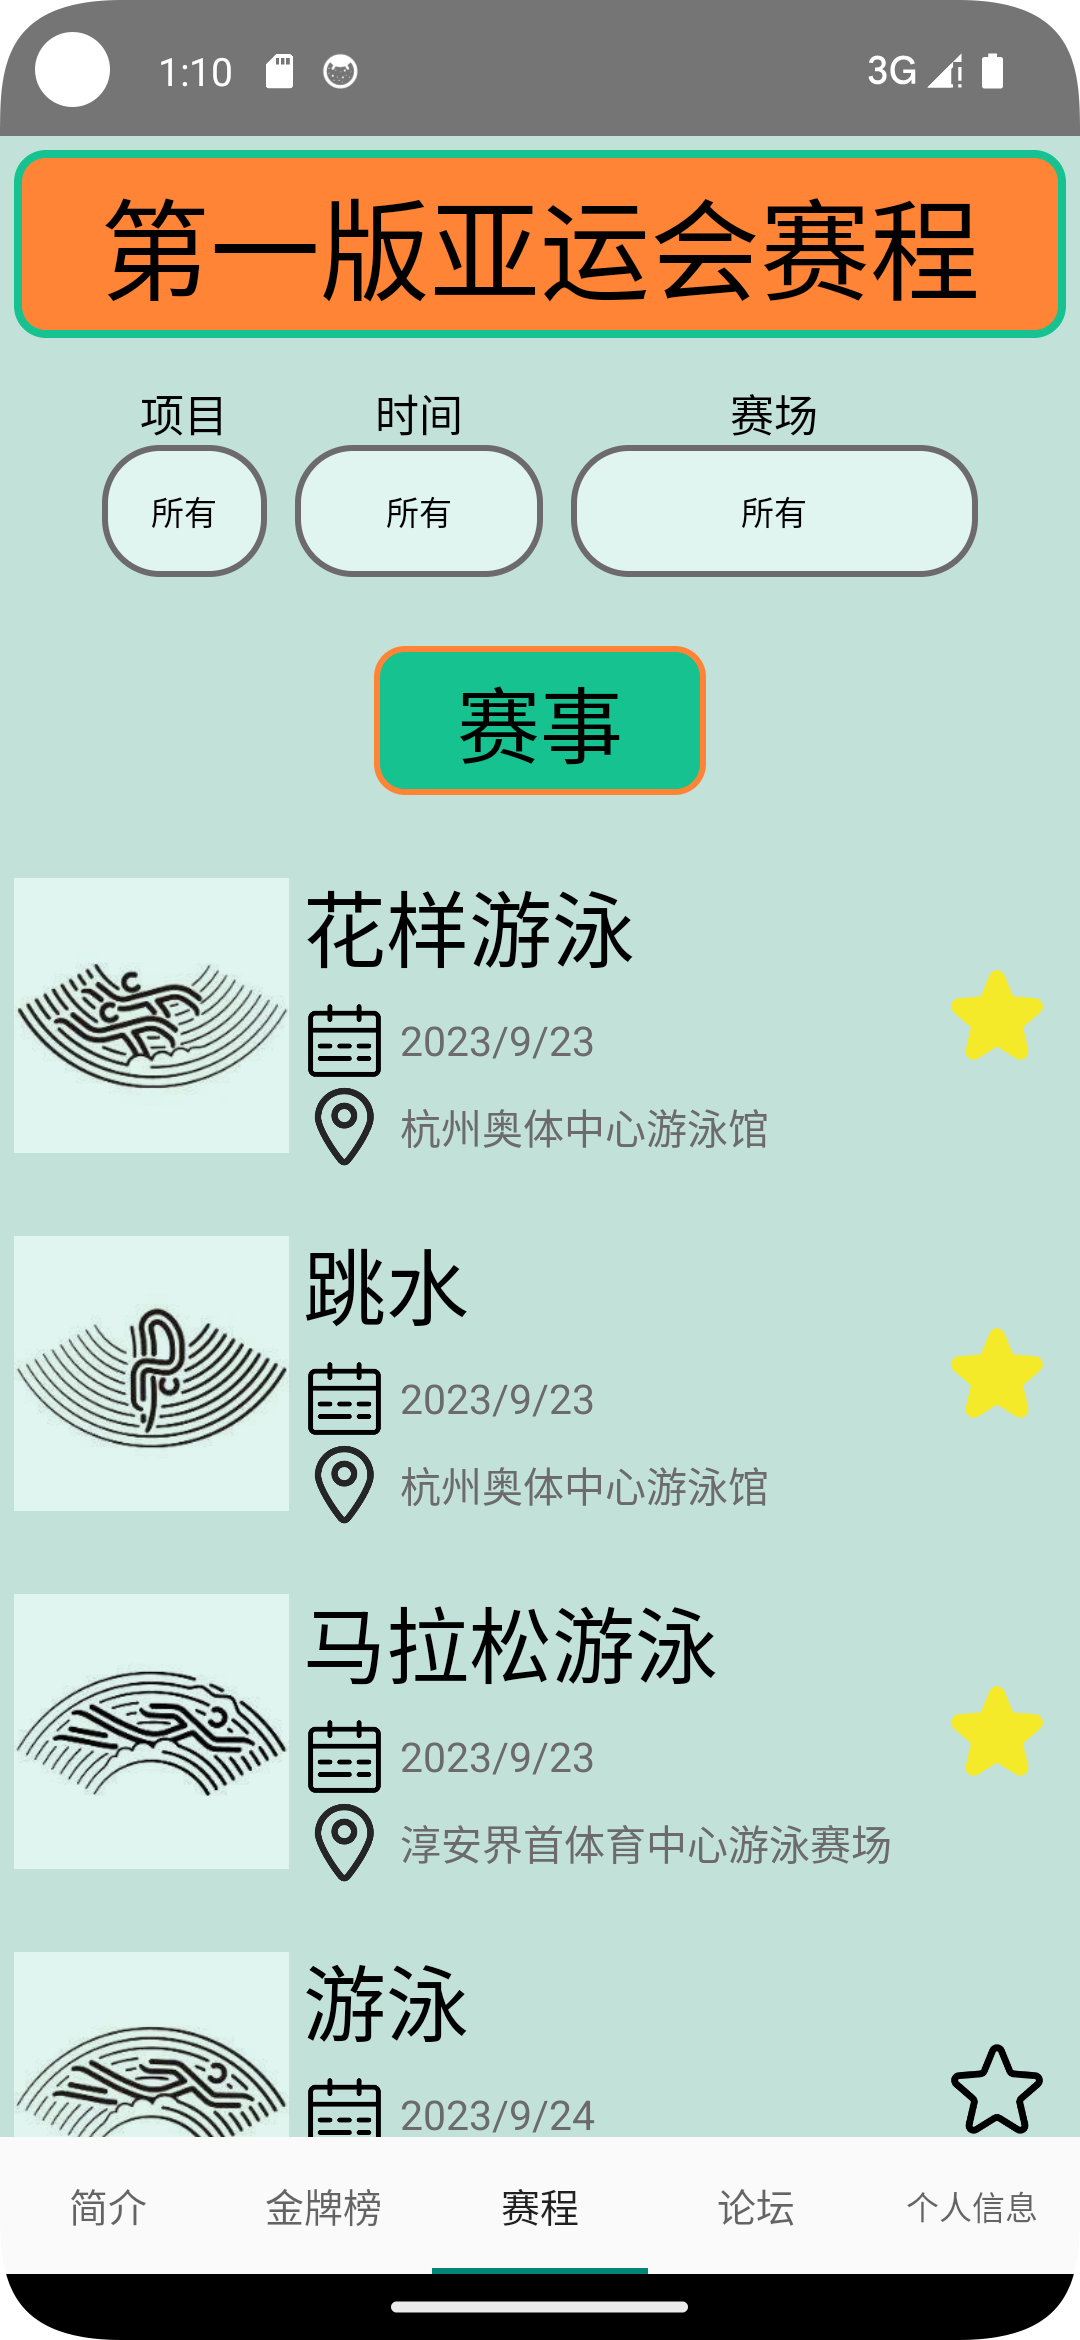 1:10
3G
第一版亚运会赛程
项目 时间 赛场
所有 所有 所有
赛事
花样游泳
2023/9/23
杭州奥体中心游泳馆
跳水
2023/9/23
杭州奥体中心游泳馆
马拉松游泳
2023/9/23
淳安界首体育中心游泳赛场
游泳
2023/9/24
简介 金牌榜 赛程 论坛 个人信息